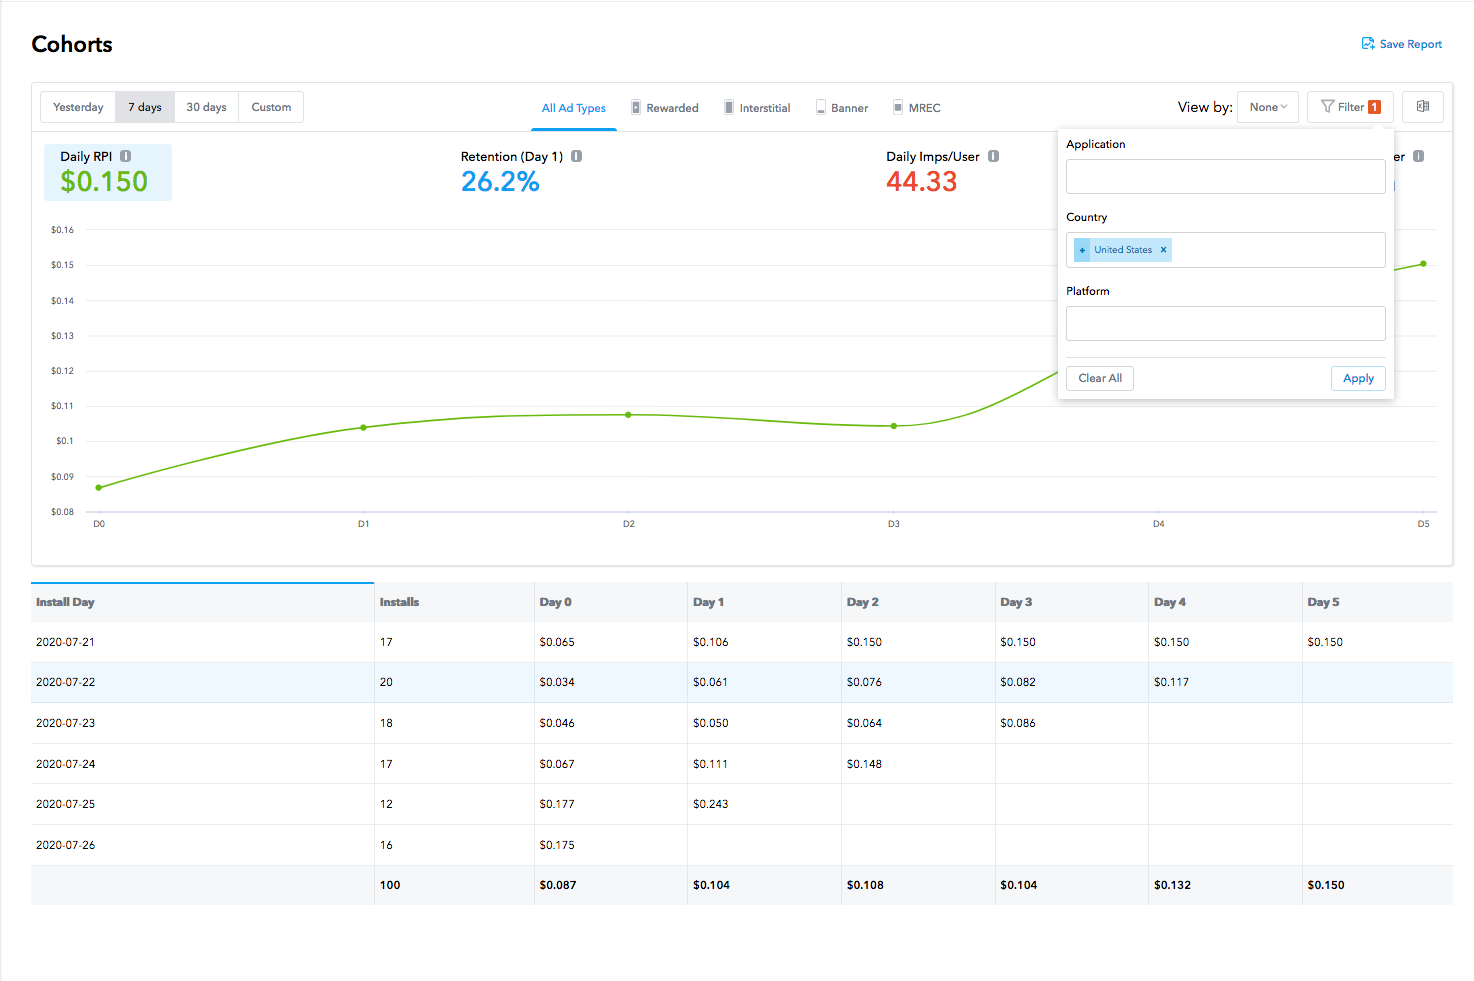 Cohorts
Save Report
Yesterday 7 days 30 days Custom All Ad Types Rewarded Interstitial Banner MREC View by: None Filter 1
Daily RPI Retention (Day 1) Daily Imps/User er
$0.150 26.2% 44.33
Application
Country
+ United States ×
Platform
Clear All Apply
$0.16
$0.15
$0.14
$0.13
$0.12
$0.11
$0.1
$0.09
$0.08
D0 D1 D2 D3 D4 D5
Install Day Installs Day 0 Day 1 Day 2 Day 3 Day 4 Day 5
2020-07-21 17 $0.065 $0.106 $0.150 $0.150 $0.150 $0.150
2020-07-22 20 $0.034 $0.061 $0.076 $0.082 $0.117
2020-07-23 18 $0.046 $0.050 $0.064 $0.086
2020-07-24 17 $0.067 $0.111 $0.148
2020-07-25 12 $0.177 $0.243
2020-07-26 16 $0.175
100 $0.087 $0.104 $0.108 $0.104 $0.132 $0.150